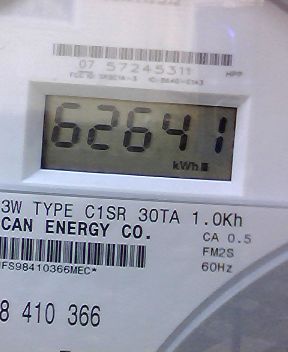 07 57245311
62641
kWh
3W TYPE C1SR 30TA 1.0Kh
CAN ENERGY CO.
CA 0.5
FM2S
60Hz
FS98410366MEC*
8 410 366